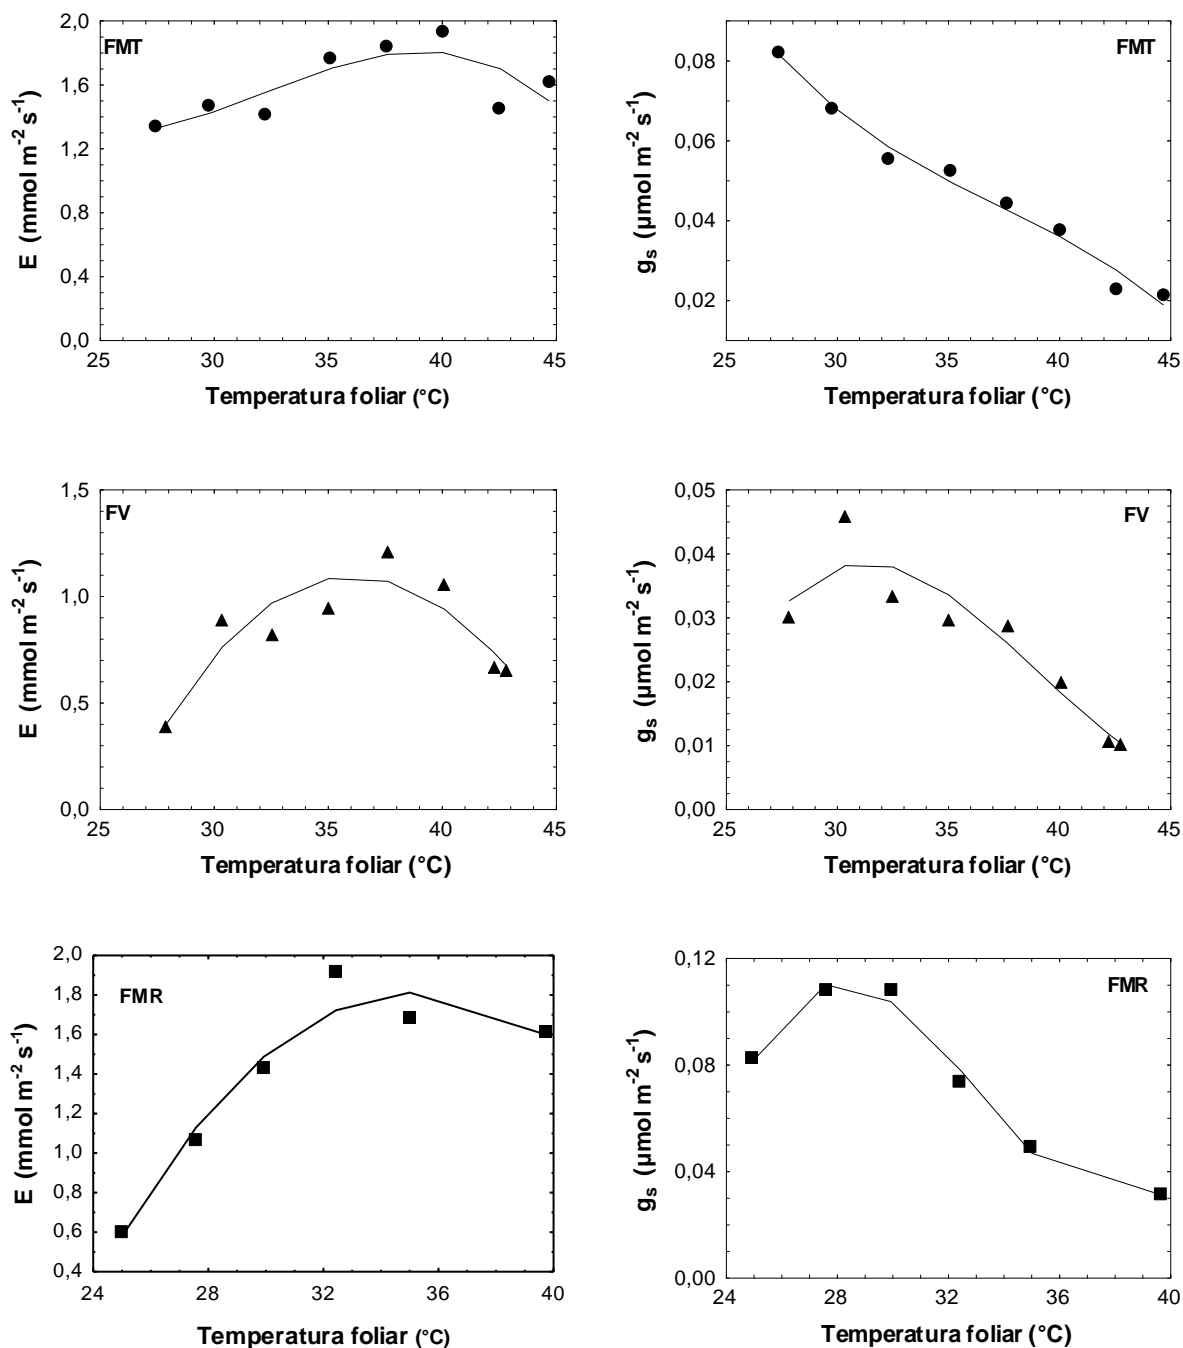 2,0
1,6
1,2
0,8
0,4
0,0
FMT
E (mmol m⁻² s⁻¹)
25 30 35 40 45
Temperatura foliar (°C)
0,08
0,06
0,04
0,02
FMT
gₛ (µmol m⁻² s⁻¹)
25 30 35 40 45
Temperatura foliar (°C)
1,5
1,0
0,5
0,0
FV
E (mmol m⁻² s⁻¹)
25 30 35 40 45
Temperatura foliar (°C)
0,05
0,04
0,03
0,02
0,01
0,00
FV
gₛ (µmol m⁻² s⁻¹)
25 30 35 40 45
Temperatura foliar (°C)
2,0
1,8
1,6
1,4
1,2
1,0
0,8
0,6
0,4
FMR
E (mmol m⁻² s⁻¹)
24 28 32 36 40
Temperatura foliar (°C)
0,12
0,08
0,04
0,00
FMR
gₛ (µmol m⁻² s⁻¹)
24 28 32 36 40
Temperatura foliar (°C)